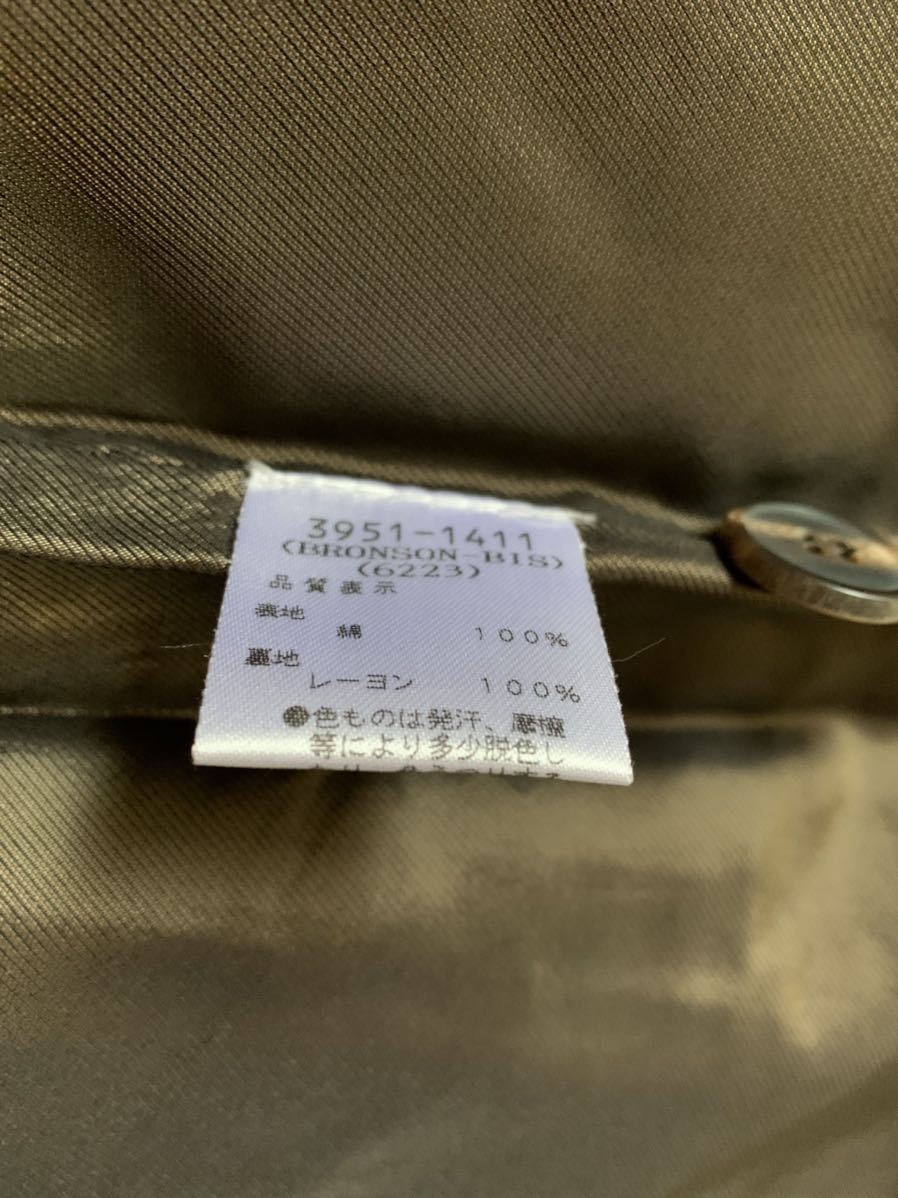 3951-1411
(BRONSON-BIS)
(6223)
品質表示
表地
綿 100%
裏地
レーヨン 100%
●色ものは発汗、摩擦
等により多少脱色し